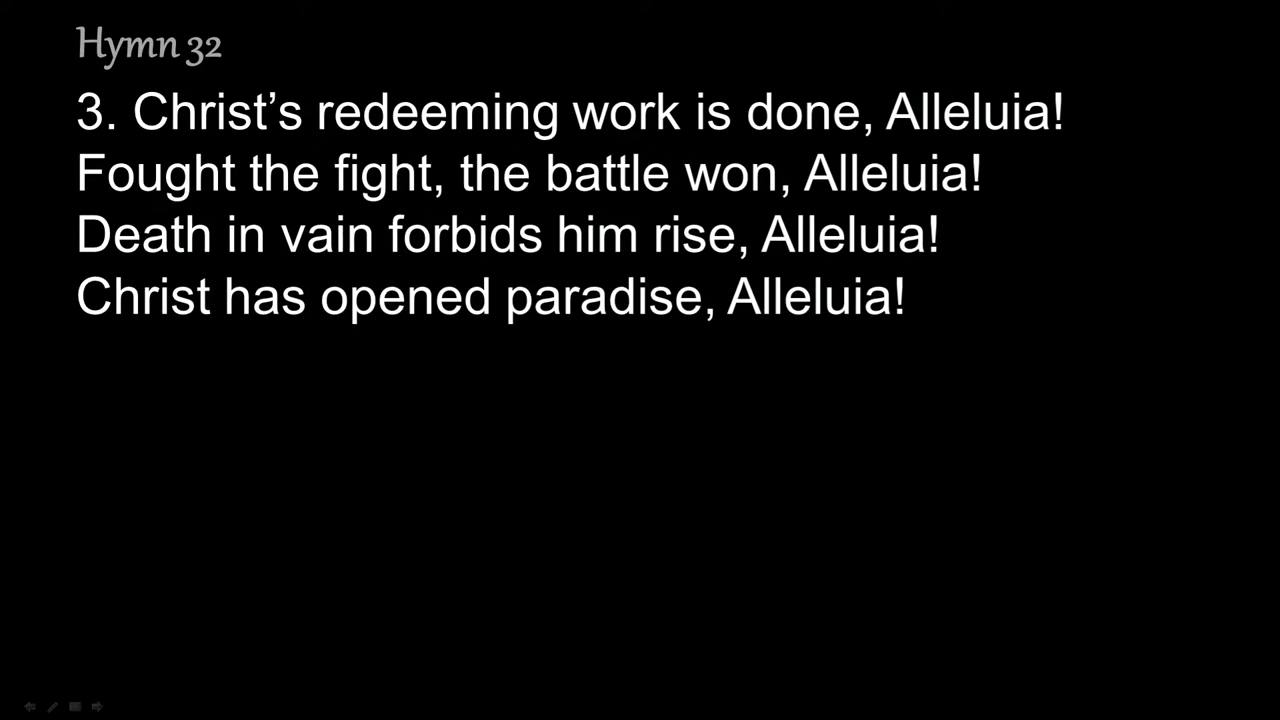 Hymn 32
3. Christ’s redeeming work is done, Alleluia!
Fought the fight, the battle won, Alleluia!
Death in vain forbids him rise, Alleluia!
Christ has opened paradise, Alleluia!